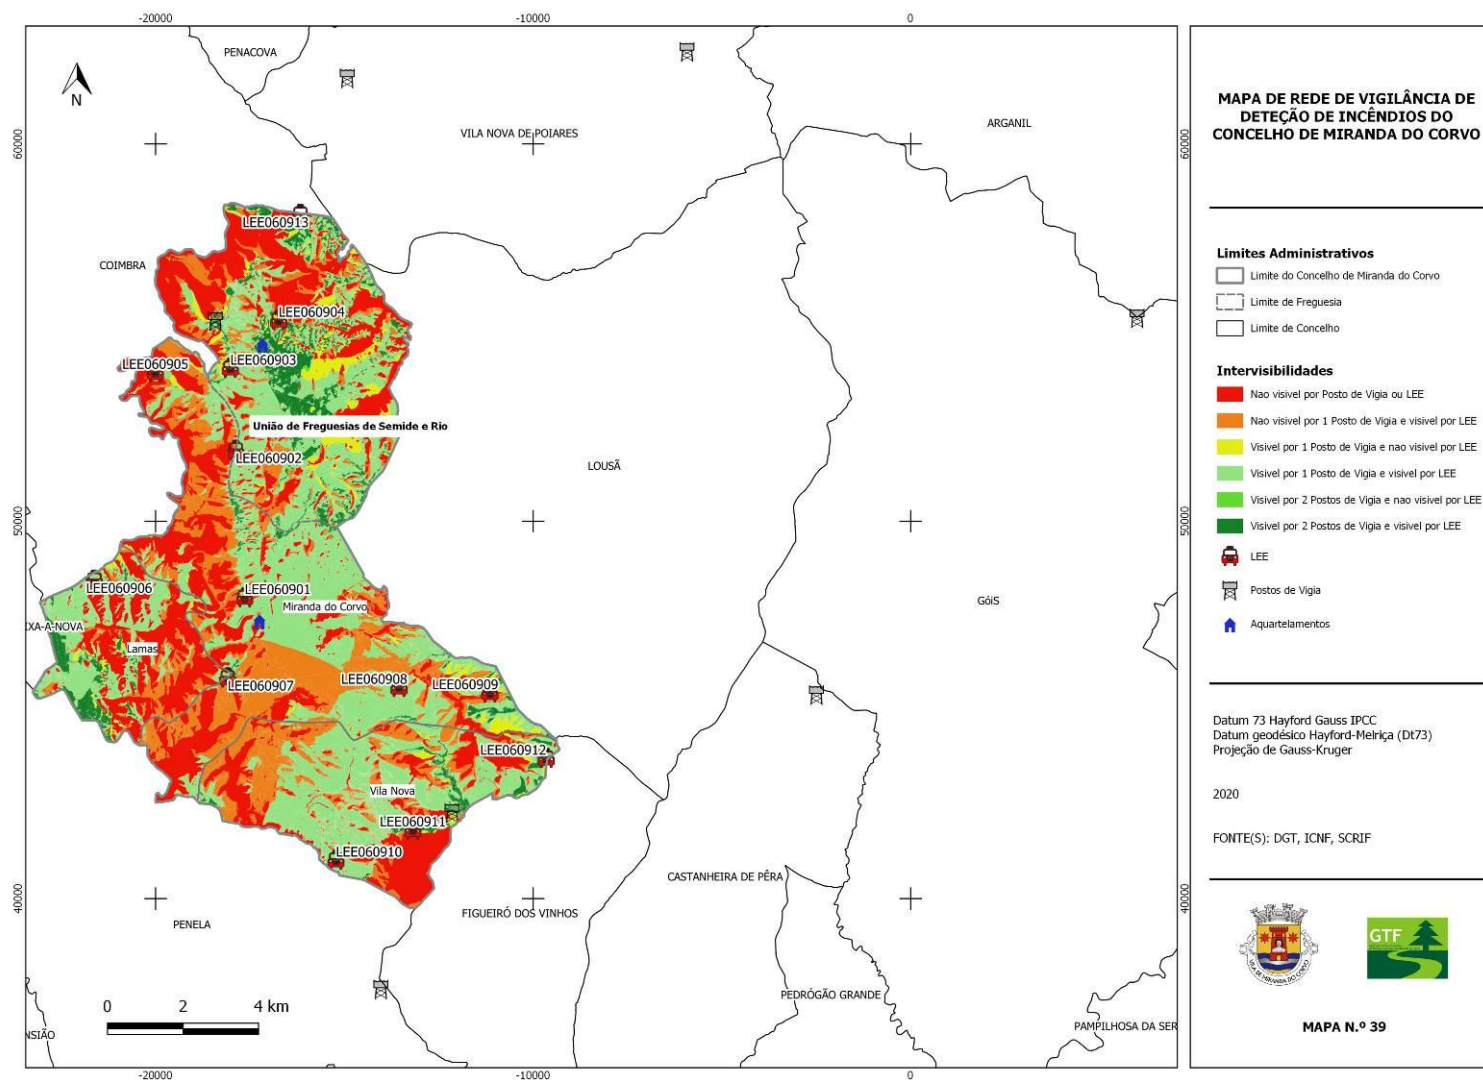 -20000
-10000
0
PENACOVA
N
VILA NOVA DE POIARES
ARGANIL
60000
60000
LEE060913
COIMBRA
LEE060904
LEE060905
LEE060903
União de Freguesias de Semide e Rio
LEE060902
LOUSÃ
50000
50000
LEE060906
LEE060901
Miranda do Corvo
GóiS
IXA-A-NOVA
Lamas
LEE060907
LEE060908
LEE060909
LEE060912
Vila Nova
LEE060911
LEE060910
CASTANHEIRA DE PÊRA
40000
40000
PENELA
FIGUEIRÓ DOS VINHOS
PEDRÓGÃO GRANDE
PAMPILHOSA DA SER
NSIÃO
0 2 4 km
-20000
-10000
0
MAPA DE REDE DE VIGILÂNCIA DE
DETEÇÃO DE INCÊNDIOS DO
CONCELHO DE MIRANDA DO CORVO
Limites Administrativos
Limite do Concelho de Miranda do Corvo
Limite de Freguesia
Limite de Concelho
Intervisibilidades
Nao visivel por Posto de Vigia ou LEE
Nao visivel por 1 Posto de Vigia e visivel por LEE
Visivel por 1 Posto de Vigia e nao visivel por LEE
Visivel por 1 Posto de Vigia e visivel por LEE
Visivel por 2 Postos de Vigia e nao visivel por LEE
Visivel por 2 Postos de Vigia e visivel por LEE
LEE
Postos de Vigia
Aquartelamentos
Datum 73 Hayford Gauss IPCC
Datum geodésico Hayford-Melriça (Dt73)
Projeção de Gauss-Kruger
2020
FONTE(S): DGT, ICNF, SCRIF
VILA DE MIRANDA DO CORVO
GTF
MAPA N.º 39